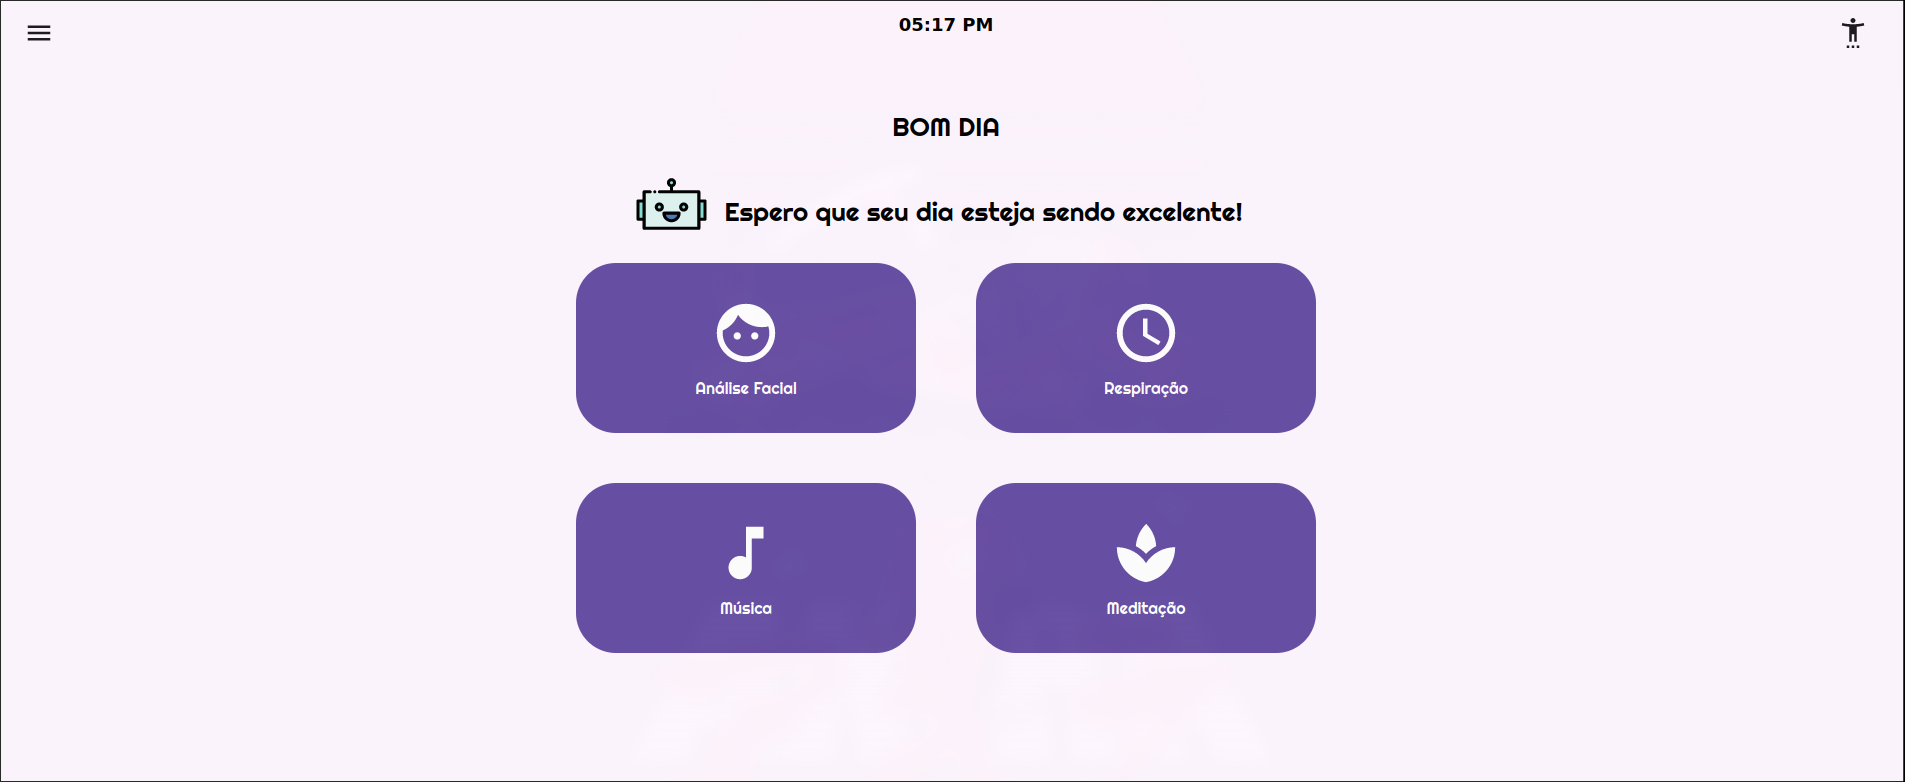 05:17 PM
BOM DIA
Espero que seu dia esteja sendo excelente!
Análise Facial
Respiração
Música
Meditação